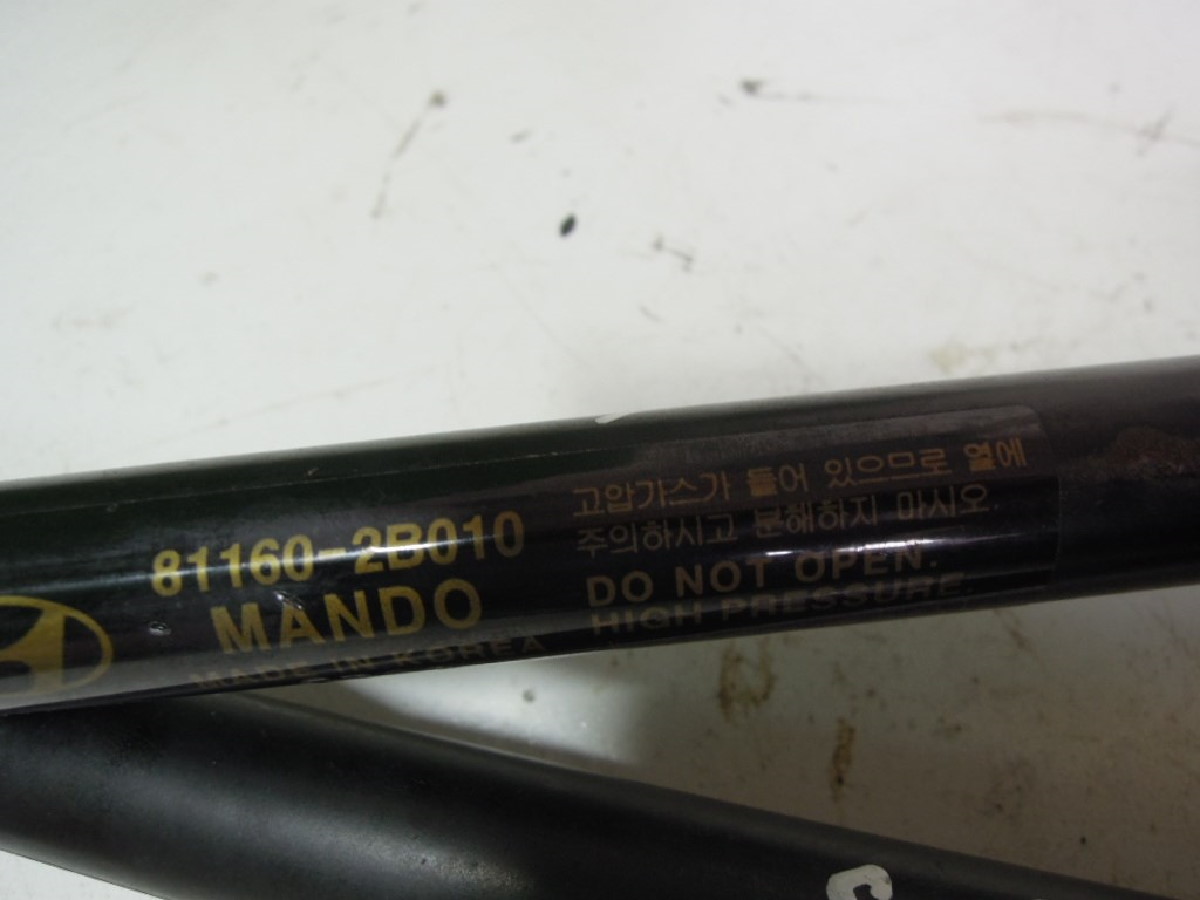 81160-2B010
MANDO
MADE IN KOREA
고압가스가 들어 있으므로 열에
주의하시고 분해하지 마시오.
DO NOT OPEN.
HIGH PRESSURE.